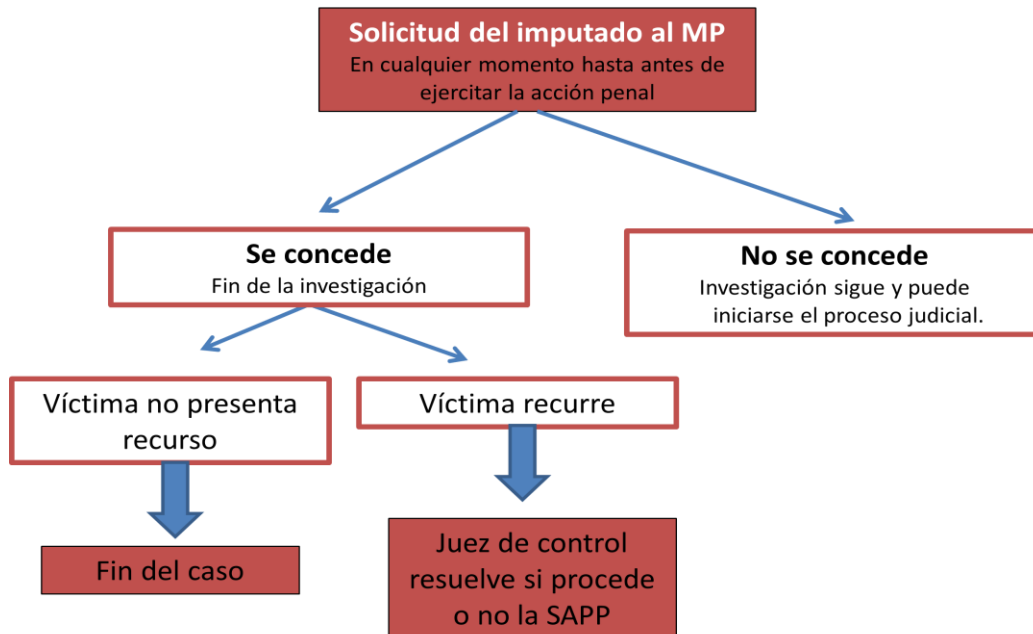 Solicitud del imputado al MP
En cualquier momento hasta antes de
ejercitar la acción penal
Se concede
Fin de la investigación
No se concede
Investigación sigue y puede
iniciarse el proceso judicial.
Víctima no presenta
recurso
Víctima recurre
Fin del caso
Juez de control
resuelve si procede
o no la SAPP